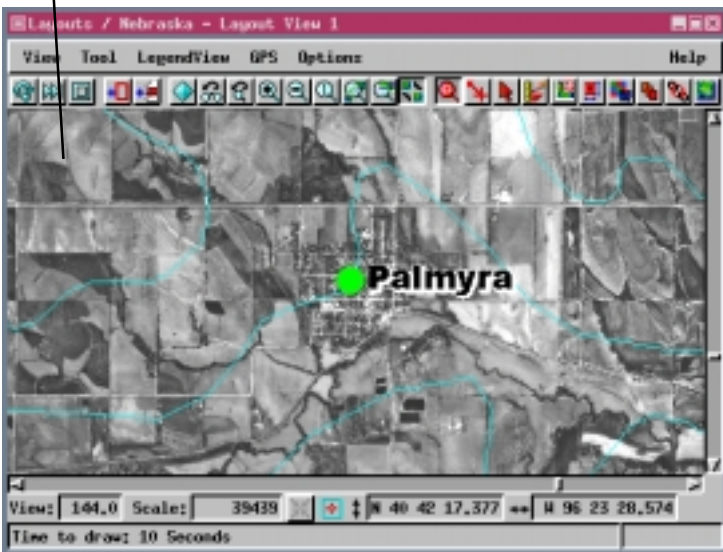 Layouts / Nebraska - Layout View 1
View Tool LegendView GPS Options Help
Palmyra
View: 144.0 Scale: 39439 N 40 42 17.377 W 96 23 28.574
Time to draw: 10 Seconds